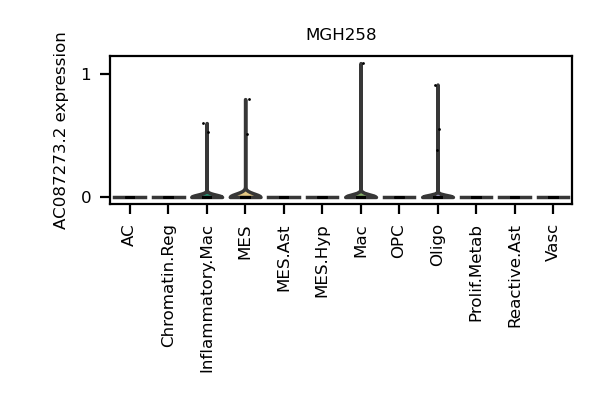 MGH258
AC087273.2 expression
1
0
AC
Chromatin.Reg
Inflammatory.Mac
MES
MES.Ast
MES.Hyp
Mac
OPC
Oligo
Prolif.Metab
Reactive.Ast
Vasc